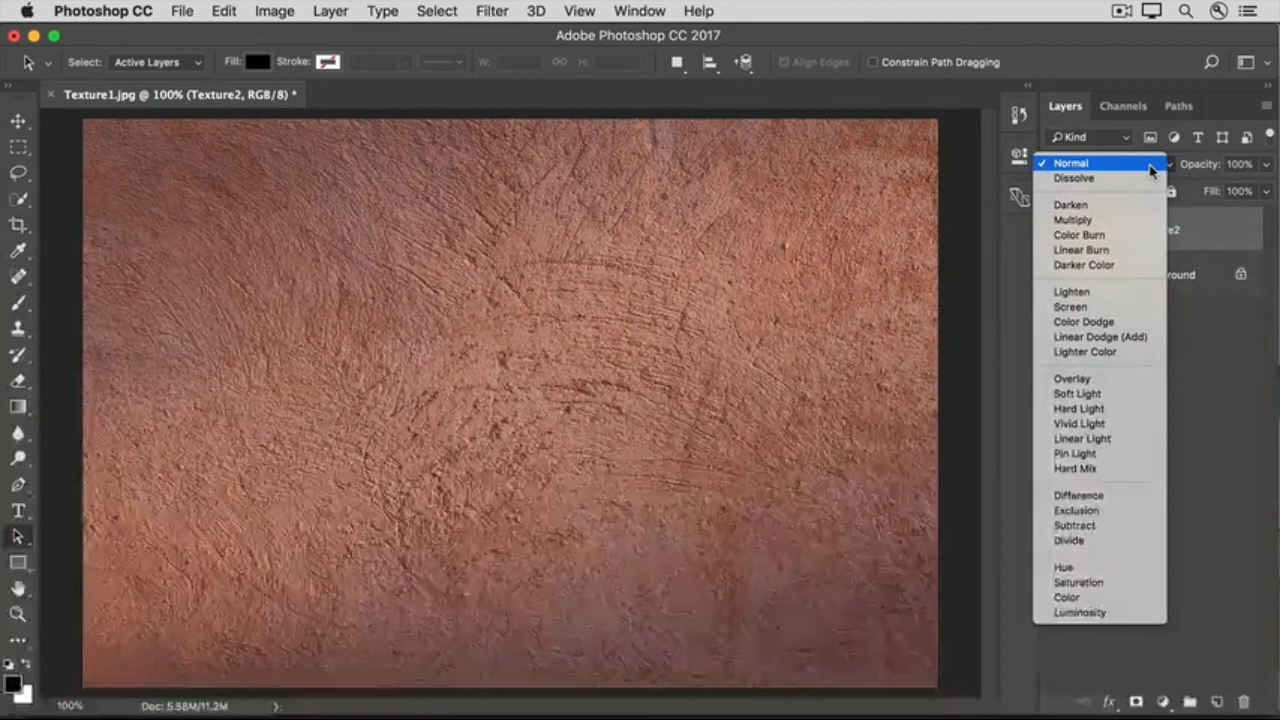 Photoshop CC File Edit Image Layer Type Select Filter 3D View Window Help
Adobe Photoshop CC 2017
Select: Active Layers Fill: Stroke: W: H: Align Edges Constrain Path Dragging
Texture1.jpg @ 100% (Texture2, RGB/8) *
Layers Channels Paths
Kind
Normal
Opacity: 100%
Dissolve
Fill: 100%
Darken
Multiply
Color Burn
e2
Linear Burn
Darker Color
round
Lighten
Screen
Color Dodge
Linear Dodge (Add)
Lighter Color
Overlay
Soft Light
Hard Light
Vivid Light
Linear Light
Pin Light
Hard Mix
Difference
Exclusion
Subtract
Divide
Hue
Saturation
Color
Luminosity
100% Doc: 5.58M/11.2M
fx